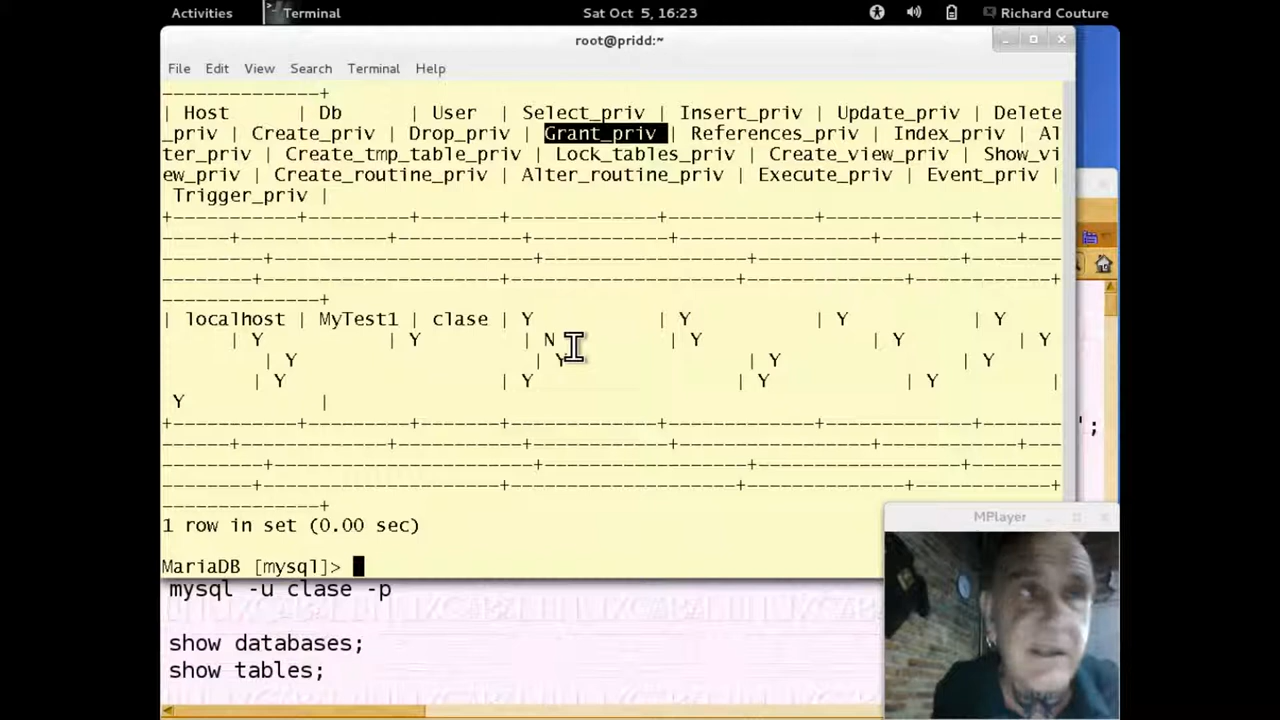 Activities Terminal Sat Oct 5, 16:23 Richard Couture
root@pridd:~
File Edit View Search Terminal Help
--------------+
| Host | Db | User | Select_priv | Insert_priv | Update_priv | Delete
_priv | Create_priv | Drop_priv | Grant_priv | References_priv | Index_priv | Al
ter_priv | Create_tmp_table_priv | Lock_tables_priv | Create_view_priv | Show_vi
ew_priv | Create_routine_priv | Alter_routine_priv | Execute_priv | Event_priv |
Trigger_priv |
+------------+---------+--------+-------------+-------------+-------------+-------
------+-------------+-----------+------------+-----------------+------------+---
---------+-----------------------+------------------+------------------+--------
--------+---------------------+--------------------+--------------+------------+
--------------+
| localhost | MyTest1 | clase | Y | Y | Y | Y
| Y | Y | N | Y | Y | Y
| Y | Y | Y | Y
| Y | Y | Y | Y |
Y |
+------------+---------+--------+-------------+-------------+-------------+-------
------+-------------+-----------+------------+-----------------+------------+---
---------+-----------------------+------------------+------------------+--------
--------+---------------------+--------------------+--------------+------------+
--------------+
1 row in set (0.00 sec)
MariaDB [mysql]>
';
MPlayer
mysql -u clase -p
show databases;
show tables;